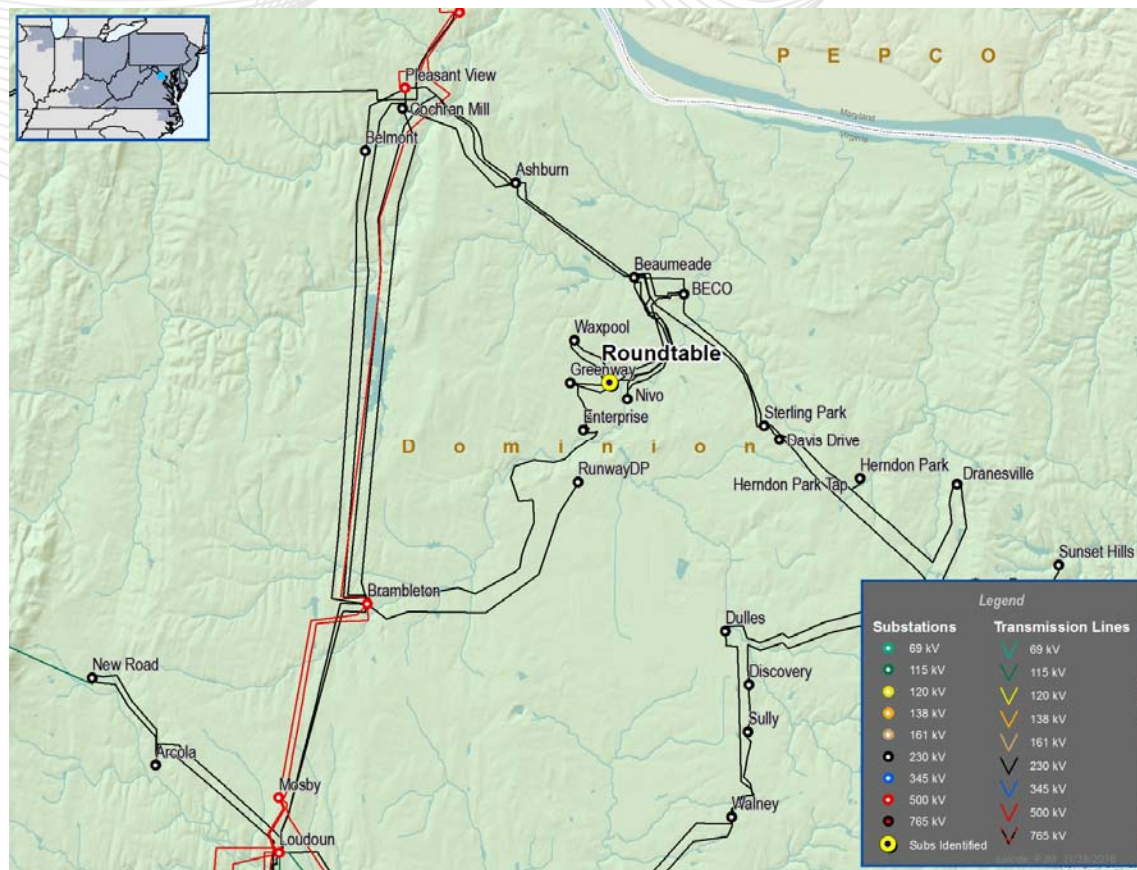 P E P C O
Pleasant View
Cochran Mill
Maryland
Virginia
Belmont
Ashburn
Beaumeade
BECO
Waxpool
Roundtable
Greenway
Nivo
Enterprise
Sterling Park
Davis Drive
D o m i n i o n
RunwayDP
Herndon Park
Herndon Park Tap
Dranesville
Sunset Hills
Brambleton
Dulles
New Road
Discovery
Sully
Arcola
Mosby
Walney
Loudoun
Legend
Substations
69 kV
115 kV
120 kV
138 kV
161 kV
230 kV
345 kV
500 kV
765 kV
Subs Identified
Transmission Lines
69 kV
115 kV
120 kV
138 kV
161 kV
230 kV
345 kV
500 kV
765 kV